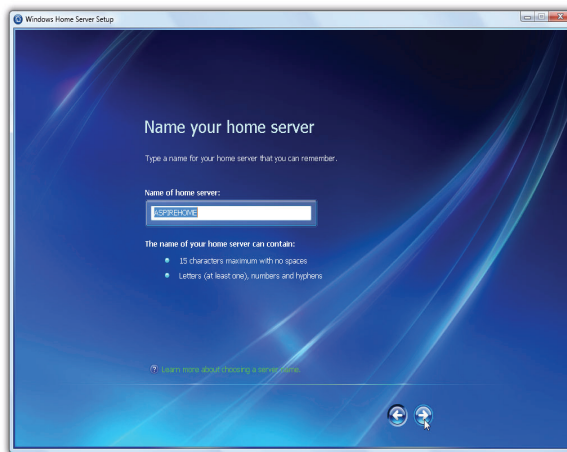 Windows Home Server Setup
Name your home server
Type a name for your home server that you can remember.
Name of home server:
ASPIREHOME
The name of your home server can contain:
15 characters maximum with no spaces
Letters (at least one), numbers and hyphens
Learn more about choosing a server name.